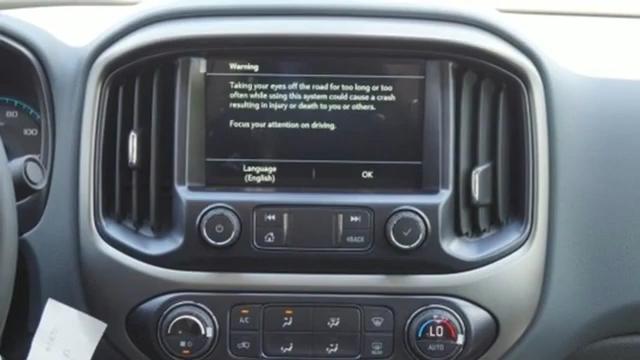 Warning
Taking your eyes off the road for too long or too
often while using this system could cause a crash
resulting in injury or death to you or others.
Focus your attention on driving.
Language
(English)
OK
BACK
80
100
A/C
LO
AUTO